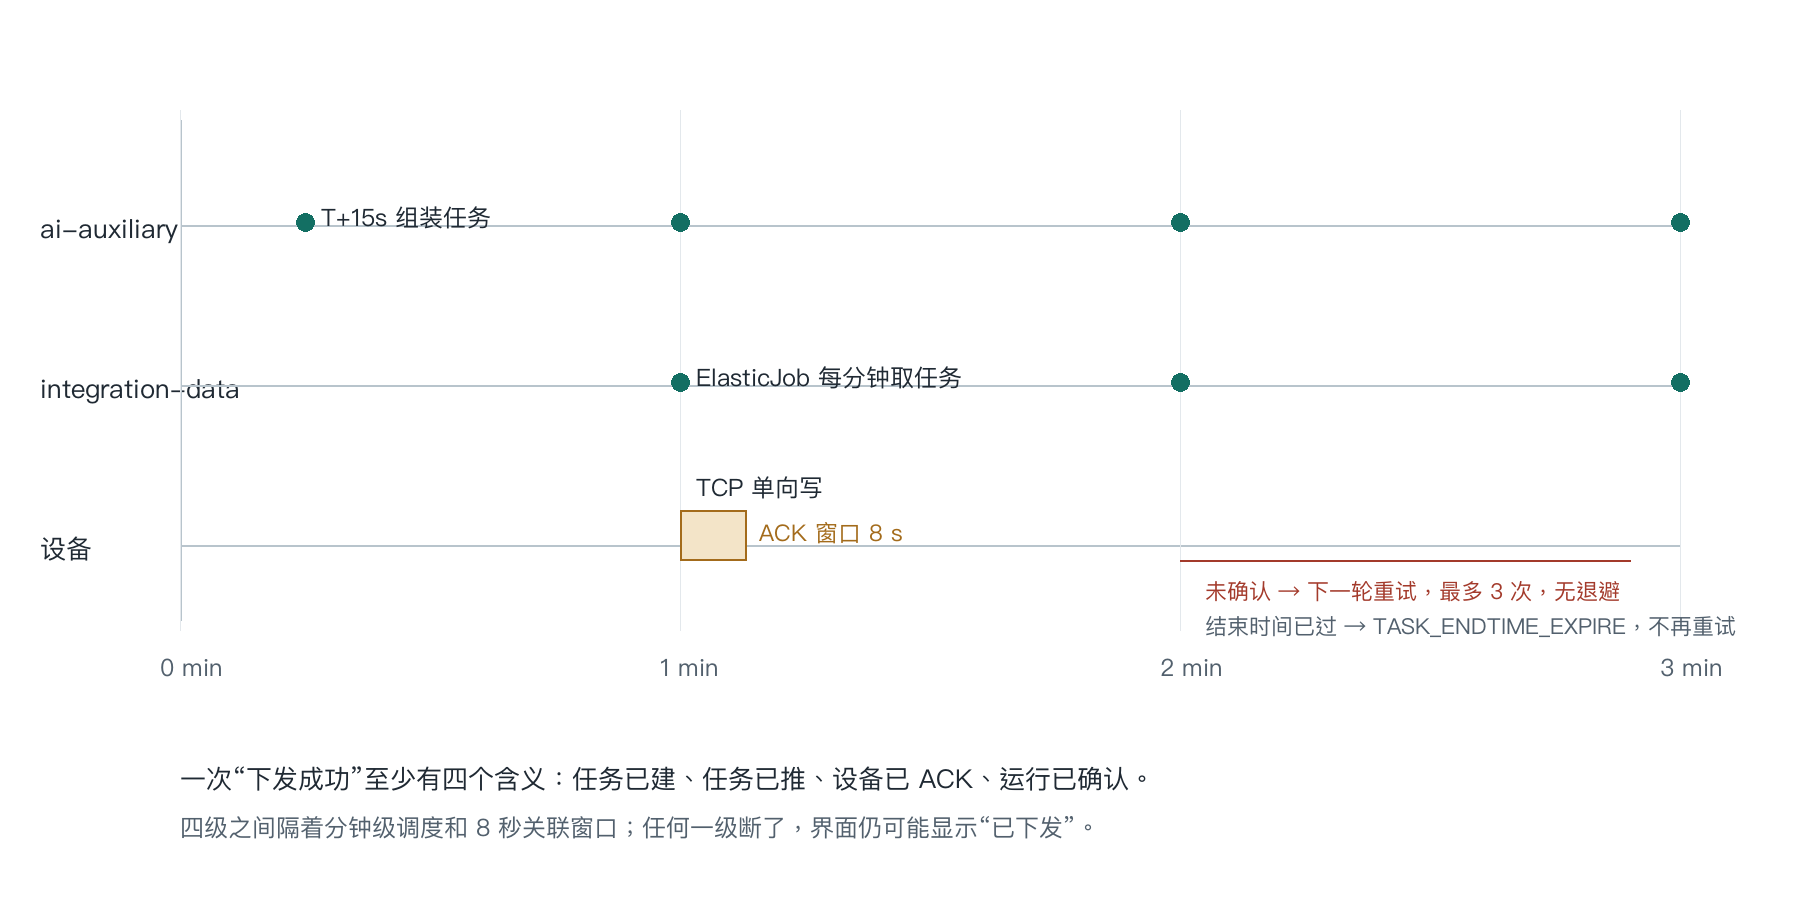 ai-auxiliary
T+15s 组装任务
integration-data
ElasticJob 每分钟取任务
TCP 单向写
设备
ACK 窗口 8 s
未确认 → 下一轮重试，最多 3 次，无退避
结束时间已过 → TASK_ENDTIME_EXPIRE，不再重试
0 min
1 min
2 min
3 min
一次“下发成功”至少有四个含义：任务已建、任务已推、设备已 ACK、运行已确认。
四级之间隔着分钟级调度和 8 秒关联窗口；任何一级断了，界面仍可能显示“已下发”。